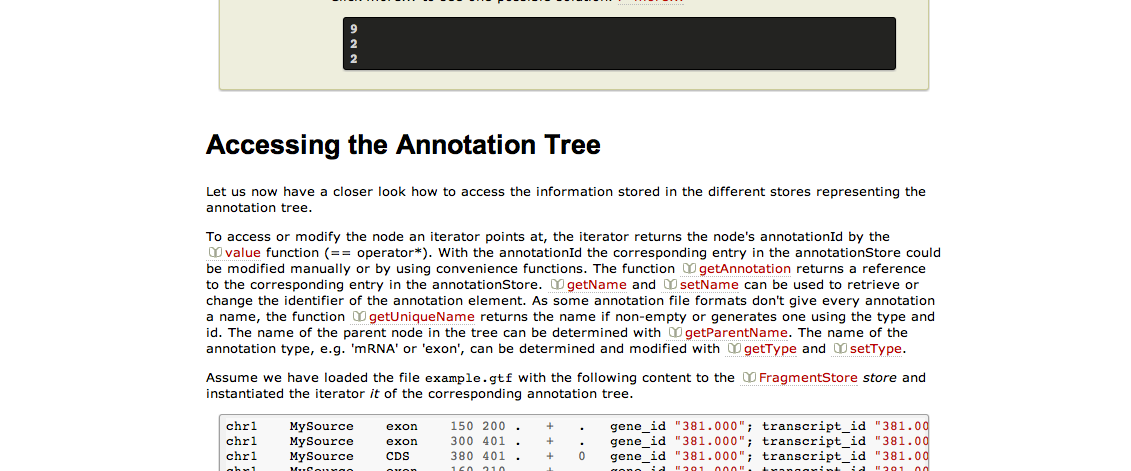 9
2
2
Accessing the Annotation Tree
Let us now have a closer look how to access the information stored in the different stores representing the
annotation tree.
To access or modify the node an iterator points at, the iterator returns the node's annotationId by the
value function (== operator*). With the annotationId the corresponding entry in the annotationStore could
be modified manually or by using convenience functions. The function getAnnotation returns a reference
to the corresponding entry in the annotationStore. getName and setName can be used to retrieve or
change the identifier of the annotation element. As some annotation file formats don't give every annotation
a name, the function getUniqueName returns the name if non-empty or generates one using the type and
id. The name of the parent node in the tree can be determined with getParentName. The name of the
annotation type, e.g. 'mRNA' or 'exon', can be determined and modified with getType and setType.
Assume we have loaded the file example.gtf with the following content to the FragmentStore store and
instantiated the iterator it of the corresponding annotation tree.
chr1 MySource exon 150 200 . + . gene_id "381.000"; transcript_id "381.00
chr1 MySource exon 300 401 . + . gene_id "381.000"; transcript_id "381.00
chr1 MySource CDS 380 401 . + 0 gene_id "381.000"; transcript_id "381.00